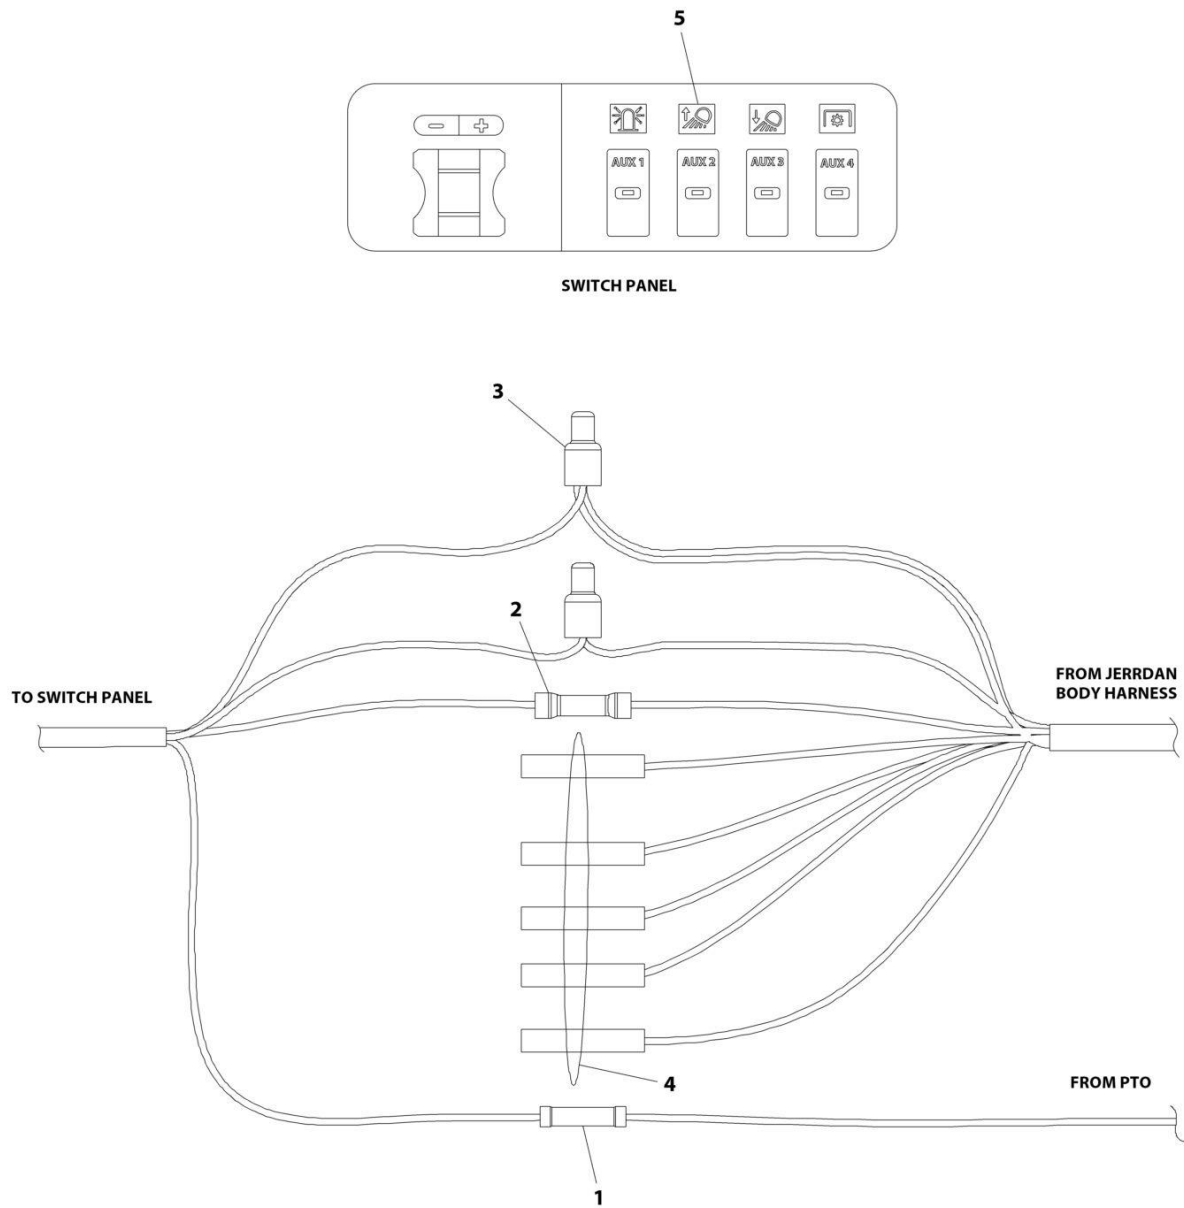 5
AUX 1 AUX 2 AUX 3 AUX 4
SWITCH PANEL
3
2
TO SWITCH PANEL
FROM JERRDAN
BODY HARNESS
4
FROM PTO
1